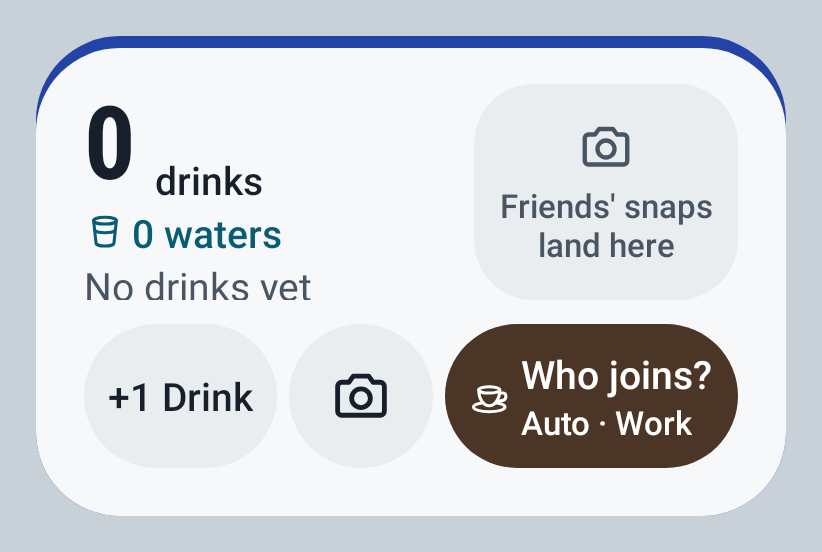 0 drinks
0 waters
No drinks yet
Friends' snaps
land here
+1 Drink
Who joins?
Auto · Work